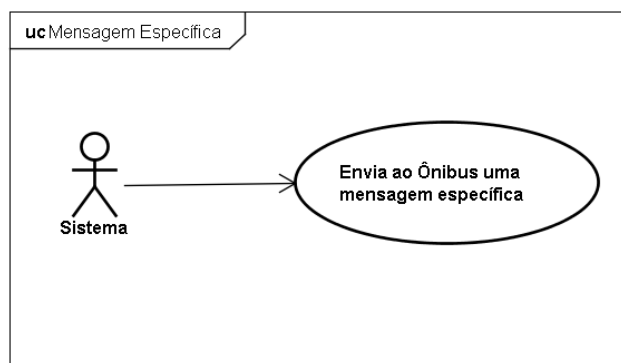 uc Mensagem Específica
Envia ao Ônibus uma
mensagem específica
Sistema